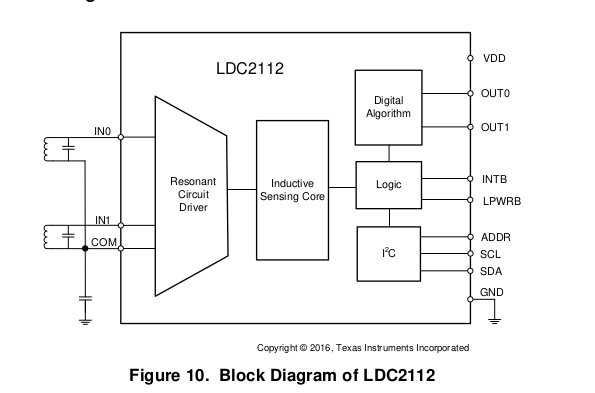 LDC2112
VDD
Digital
Algorithm
OUT0
OUT1
IN0
Resonant
Circuit
Driver
Inductive
Sensing Core
Logic
INTB
LPWRB
IN1
COM
I²C
ADDR
SCL
SDA
GND
Copyright © 2016, Texas Instruments Incorporated
Figure 10. Block Diagram of LDC2112